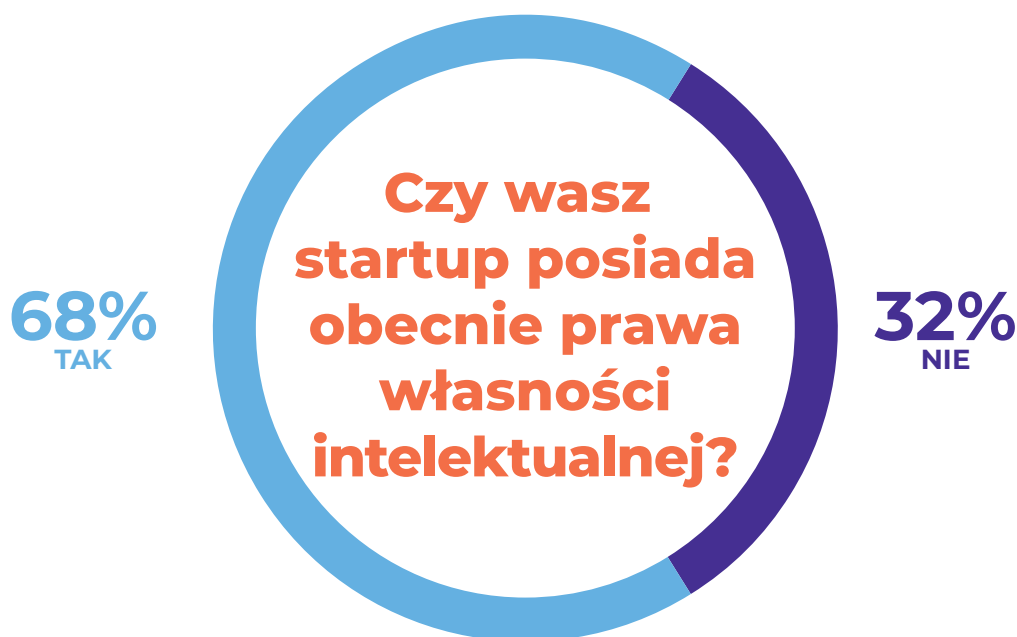 Czy wasz
startup posiada
obecnie prawa
własności
intelektualnej?
68%
TAK
32%
NIE